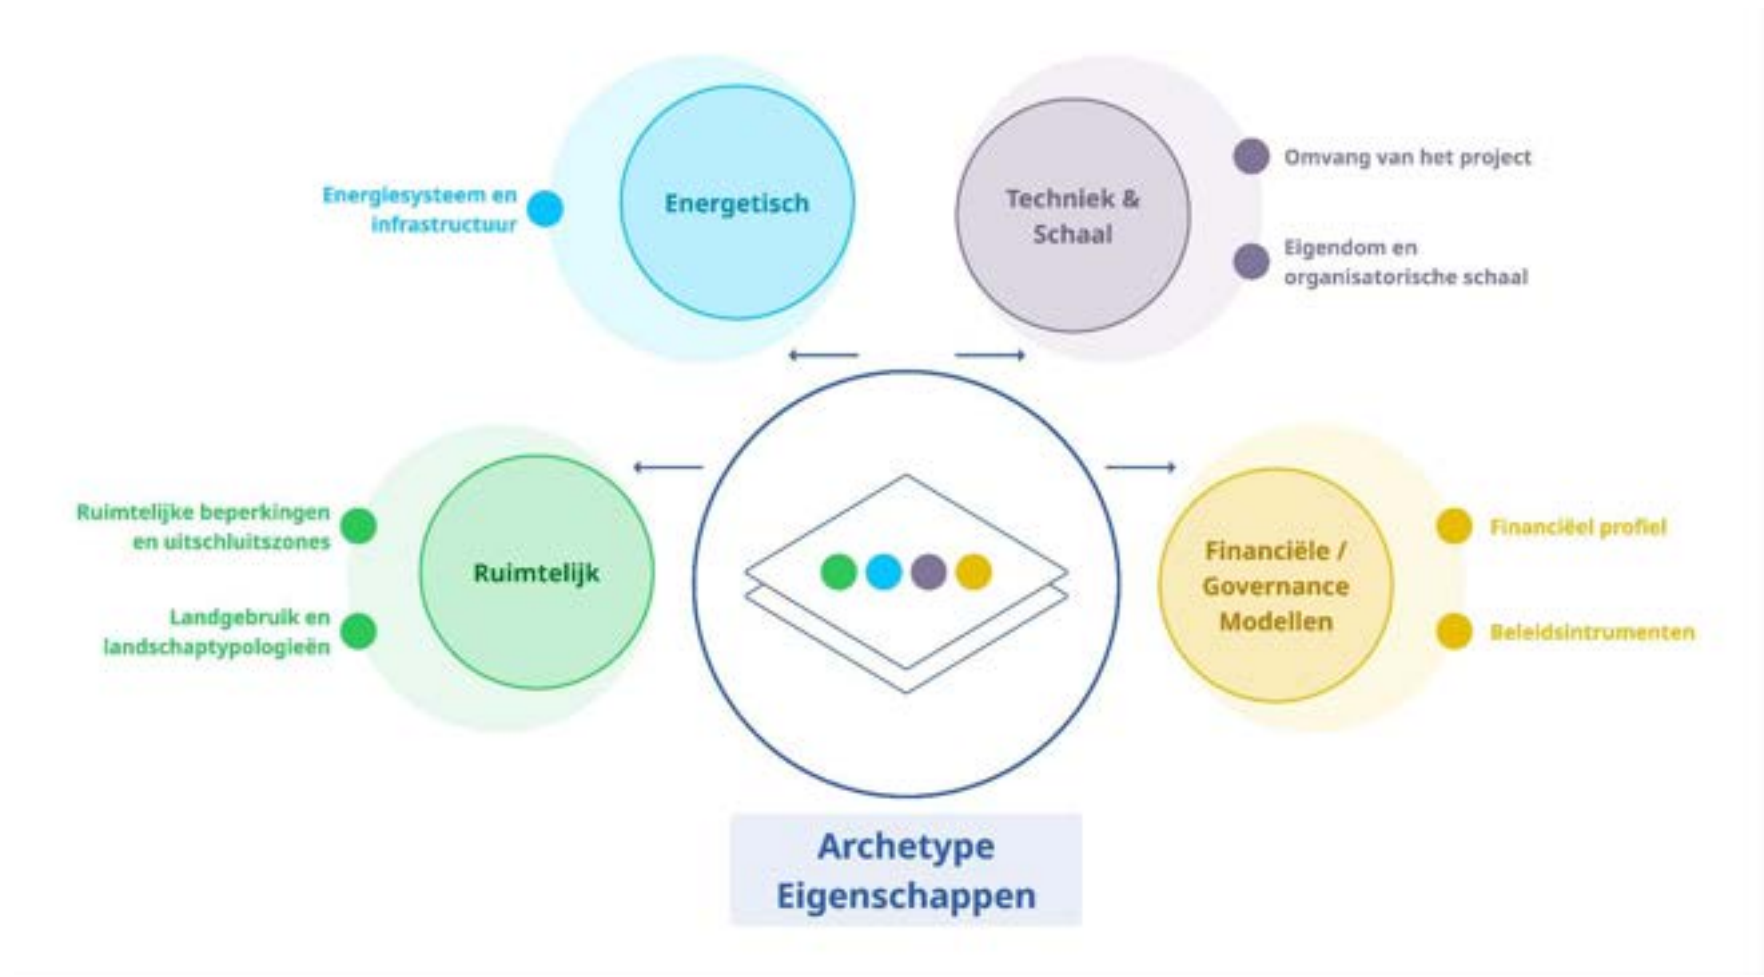 Energiesysteem en
infrastructuur
Energetisch
Techniek &
Schaal
Omvang van het project
Eigendom en
organisatorische schaal
Ruimtelijke beperkingen
en uitschluitszones
Landgebruik en
landschaptypologieën
Ruimtelijk
Financiële /
Governance
Modellen
Financiëel profiel
Beleidsintrumenten
Archetype
Eigenschappen